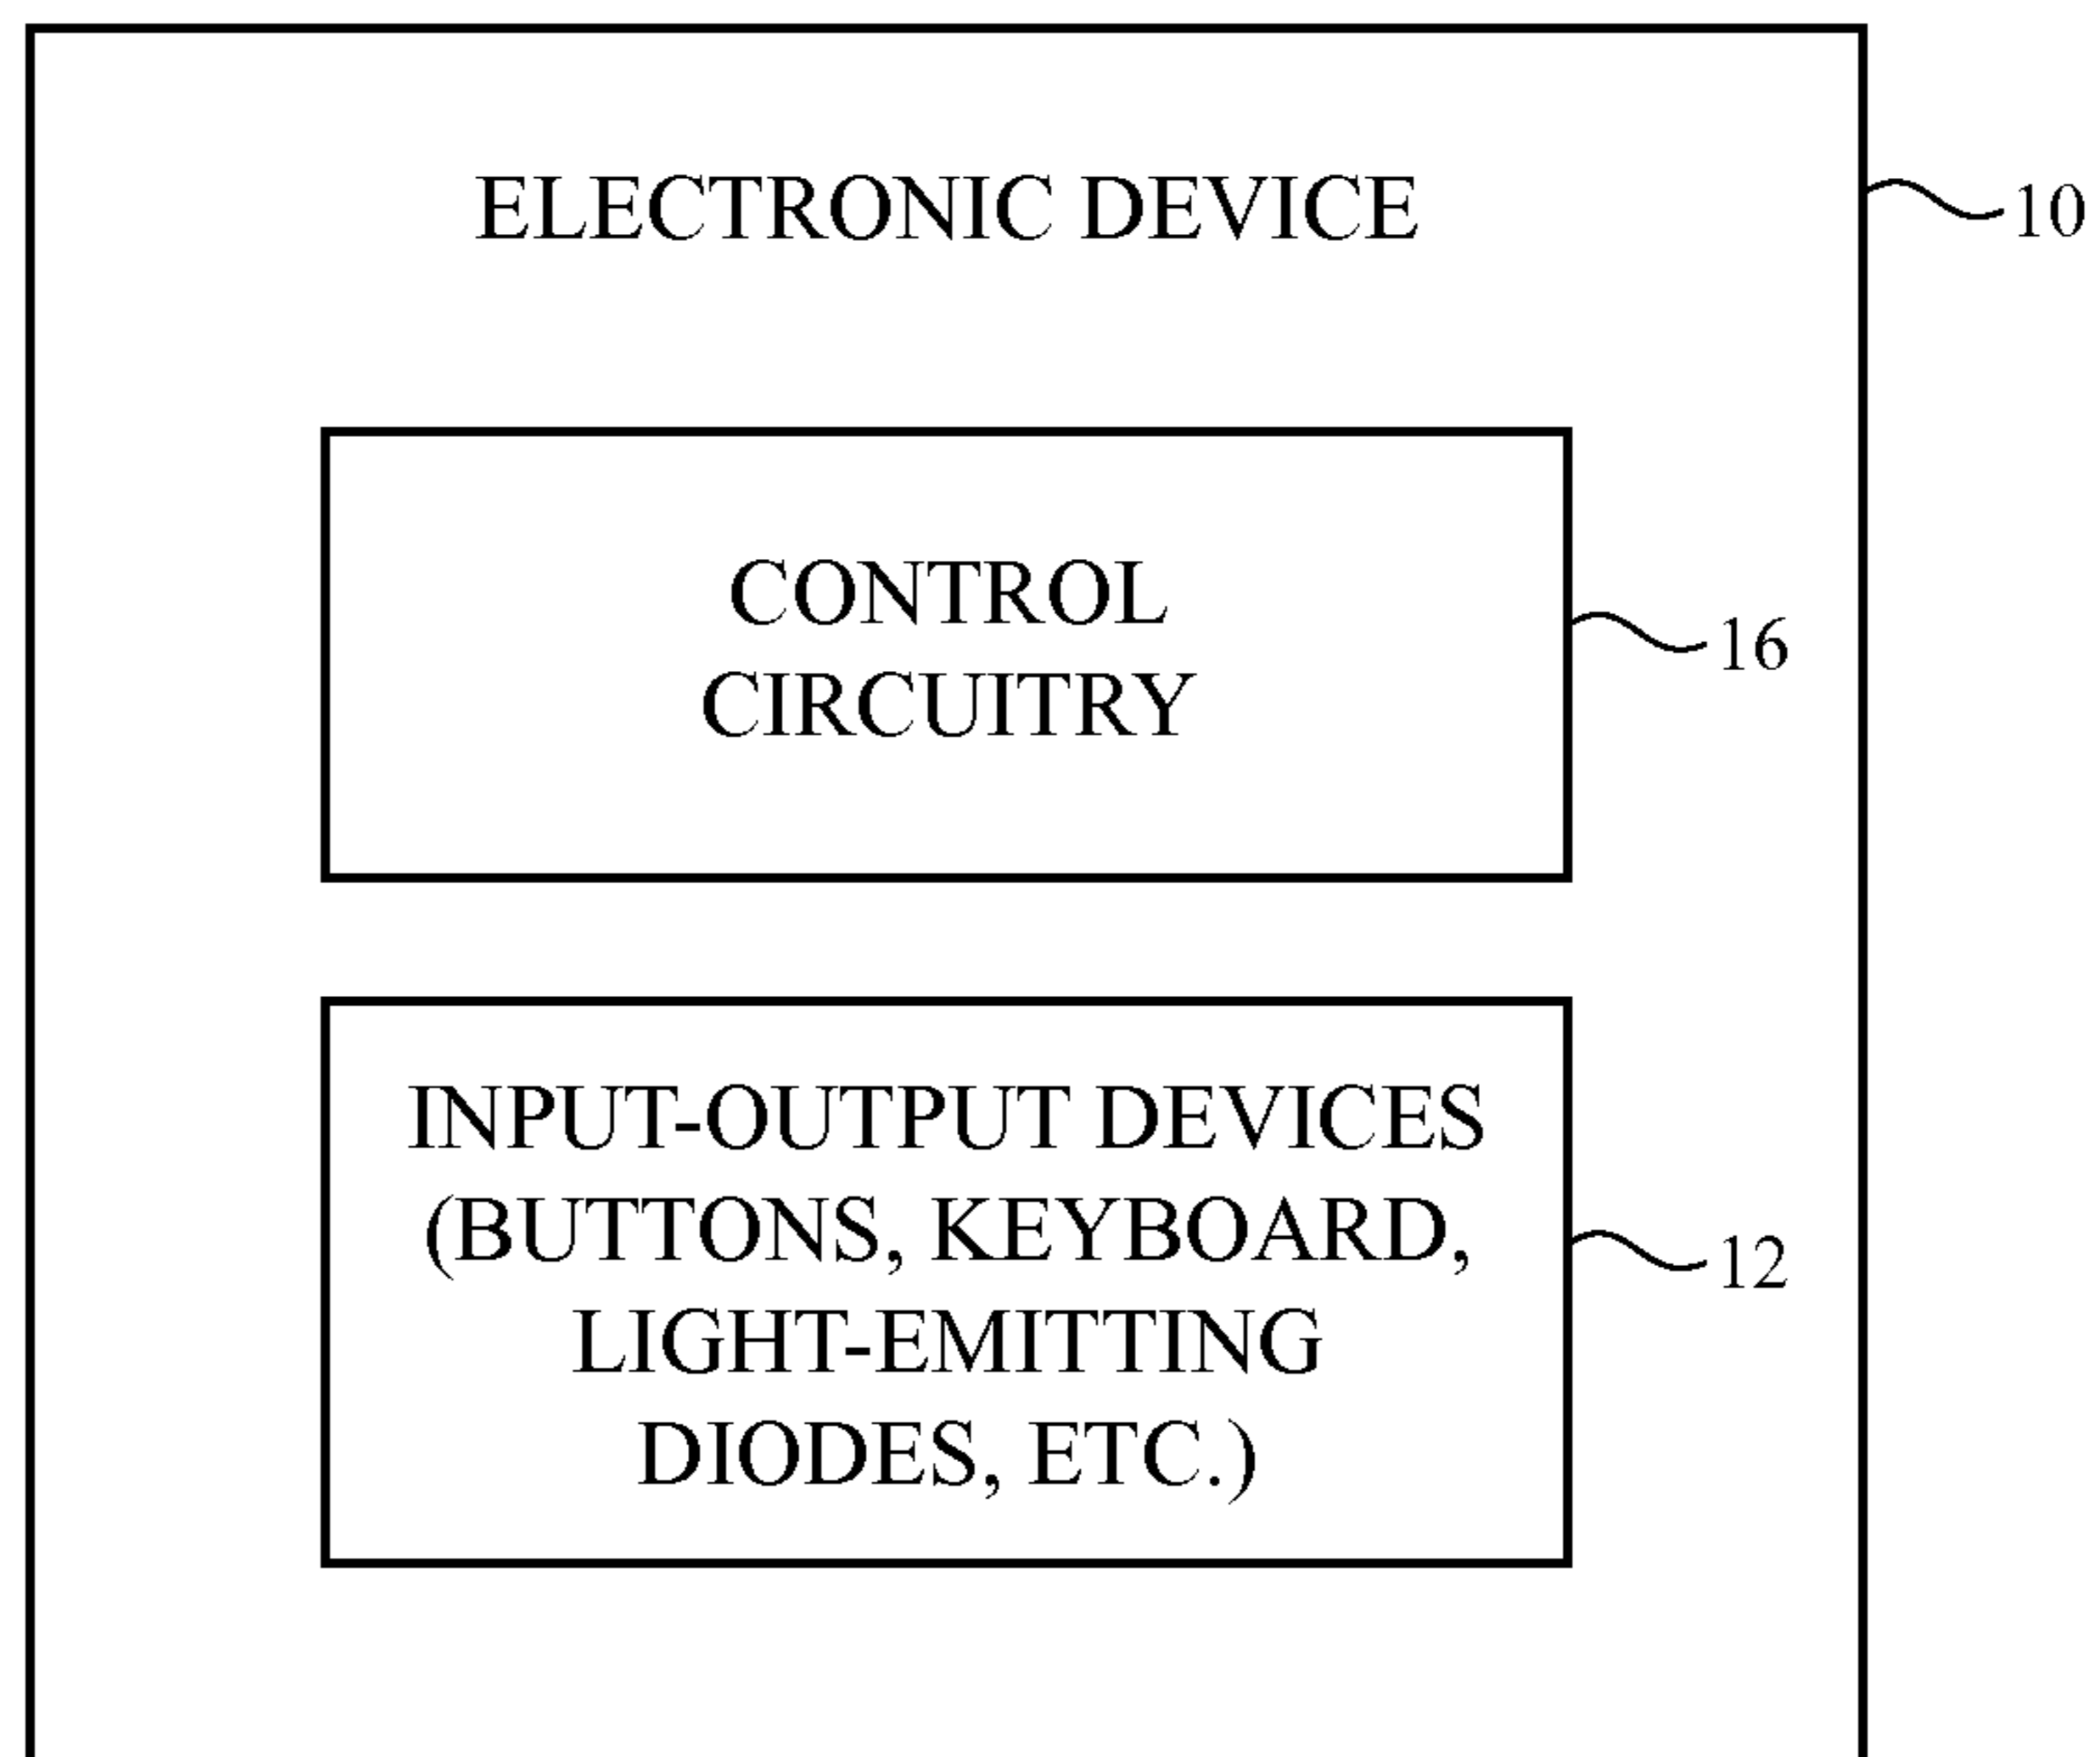 ELECTRONIC DEVICE
10
CONTROL
CIRCUITRY
16
INPUT-OUTPUT DEVICES
(BUTTONS, KEYBOARD,
LIGHT-EMITTING
DIODES, ETC.)
12